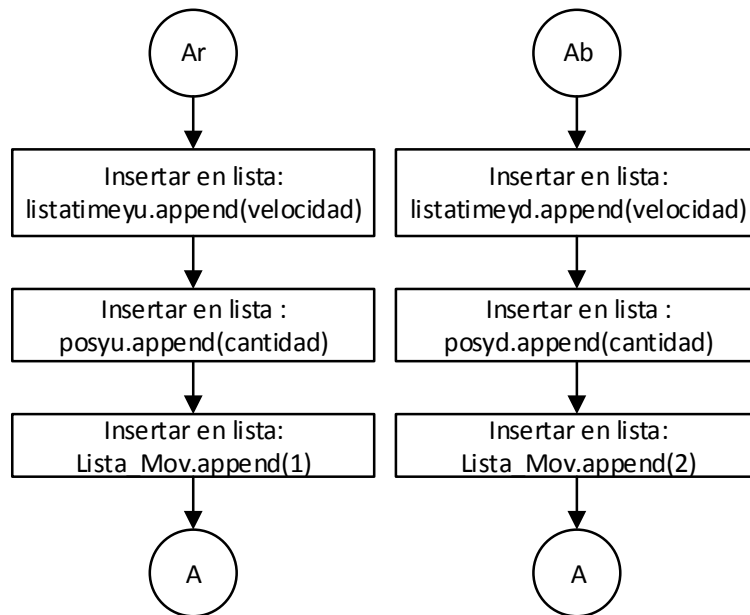 Ar
Insertar en lista:
listatimeyu.append(velocidad)
Insertar en lista :
posyu.append(cantidad)
Insertar en lista:
Lista_Mov.append(1)
A
Ab
Insertar en lista:
listatimeyd.append(velocidad)
Insertar en lista :
posyd.append(cantidad)
Insertar en lista:
Lista_Mov.append(2)
A